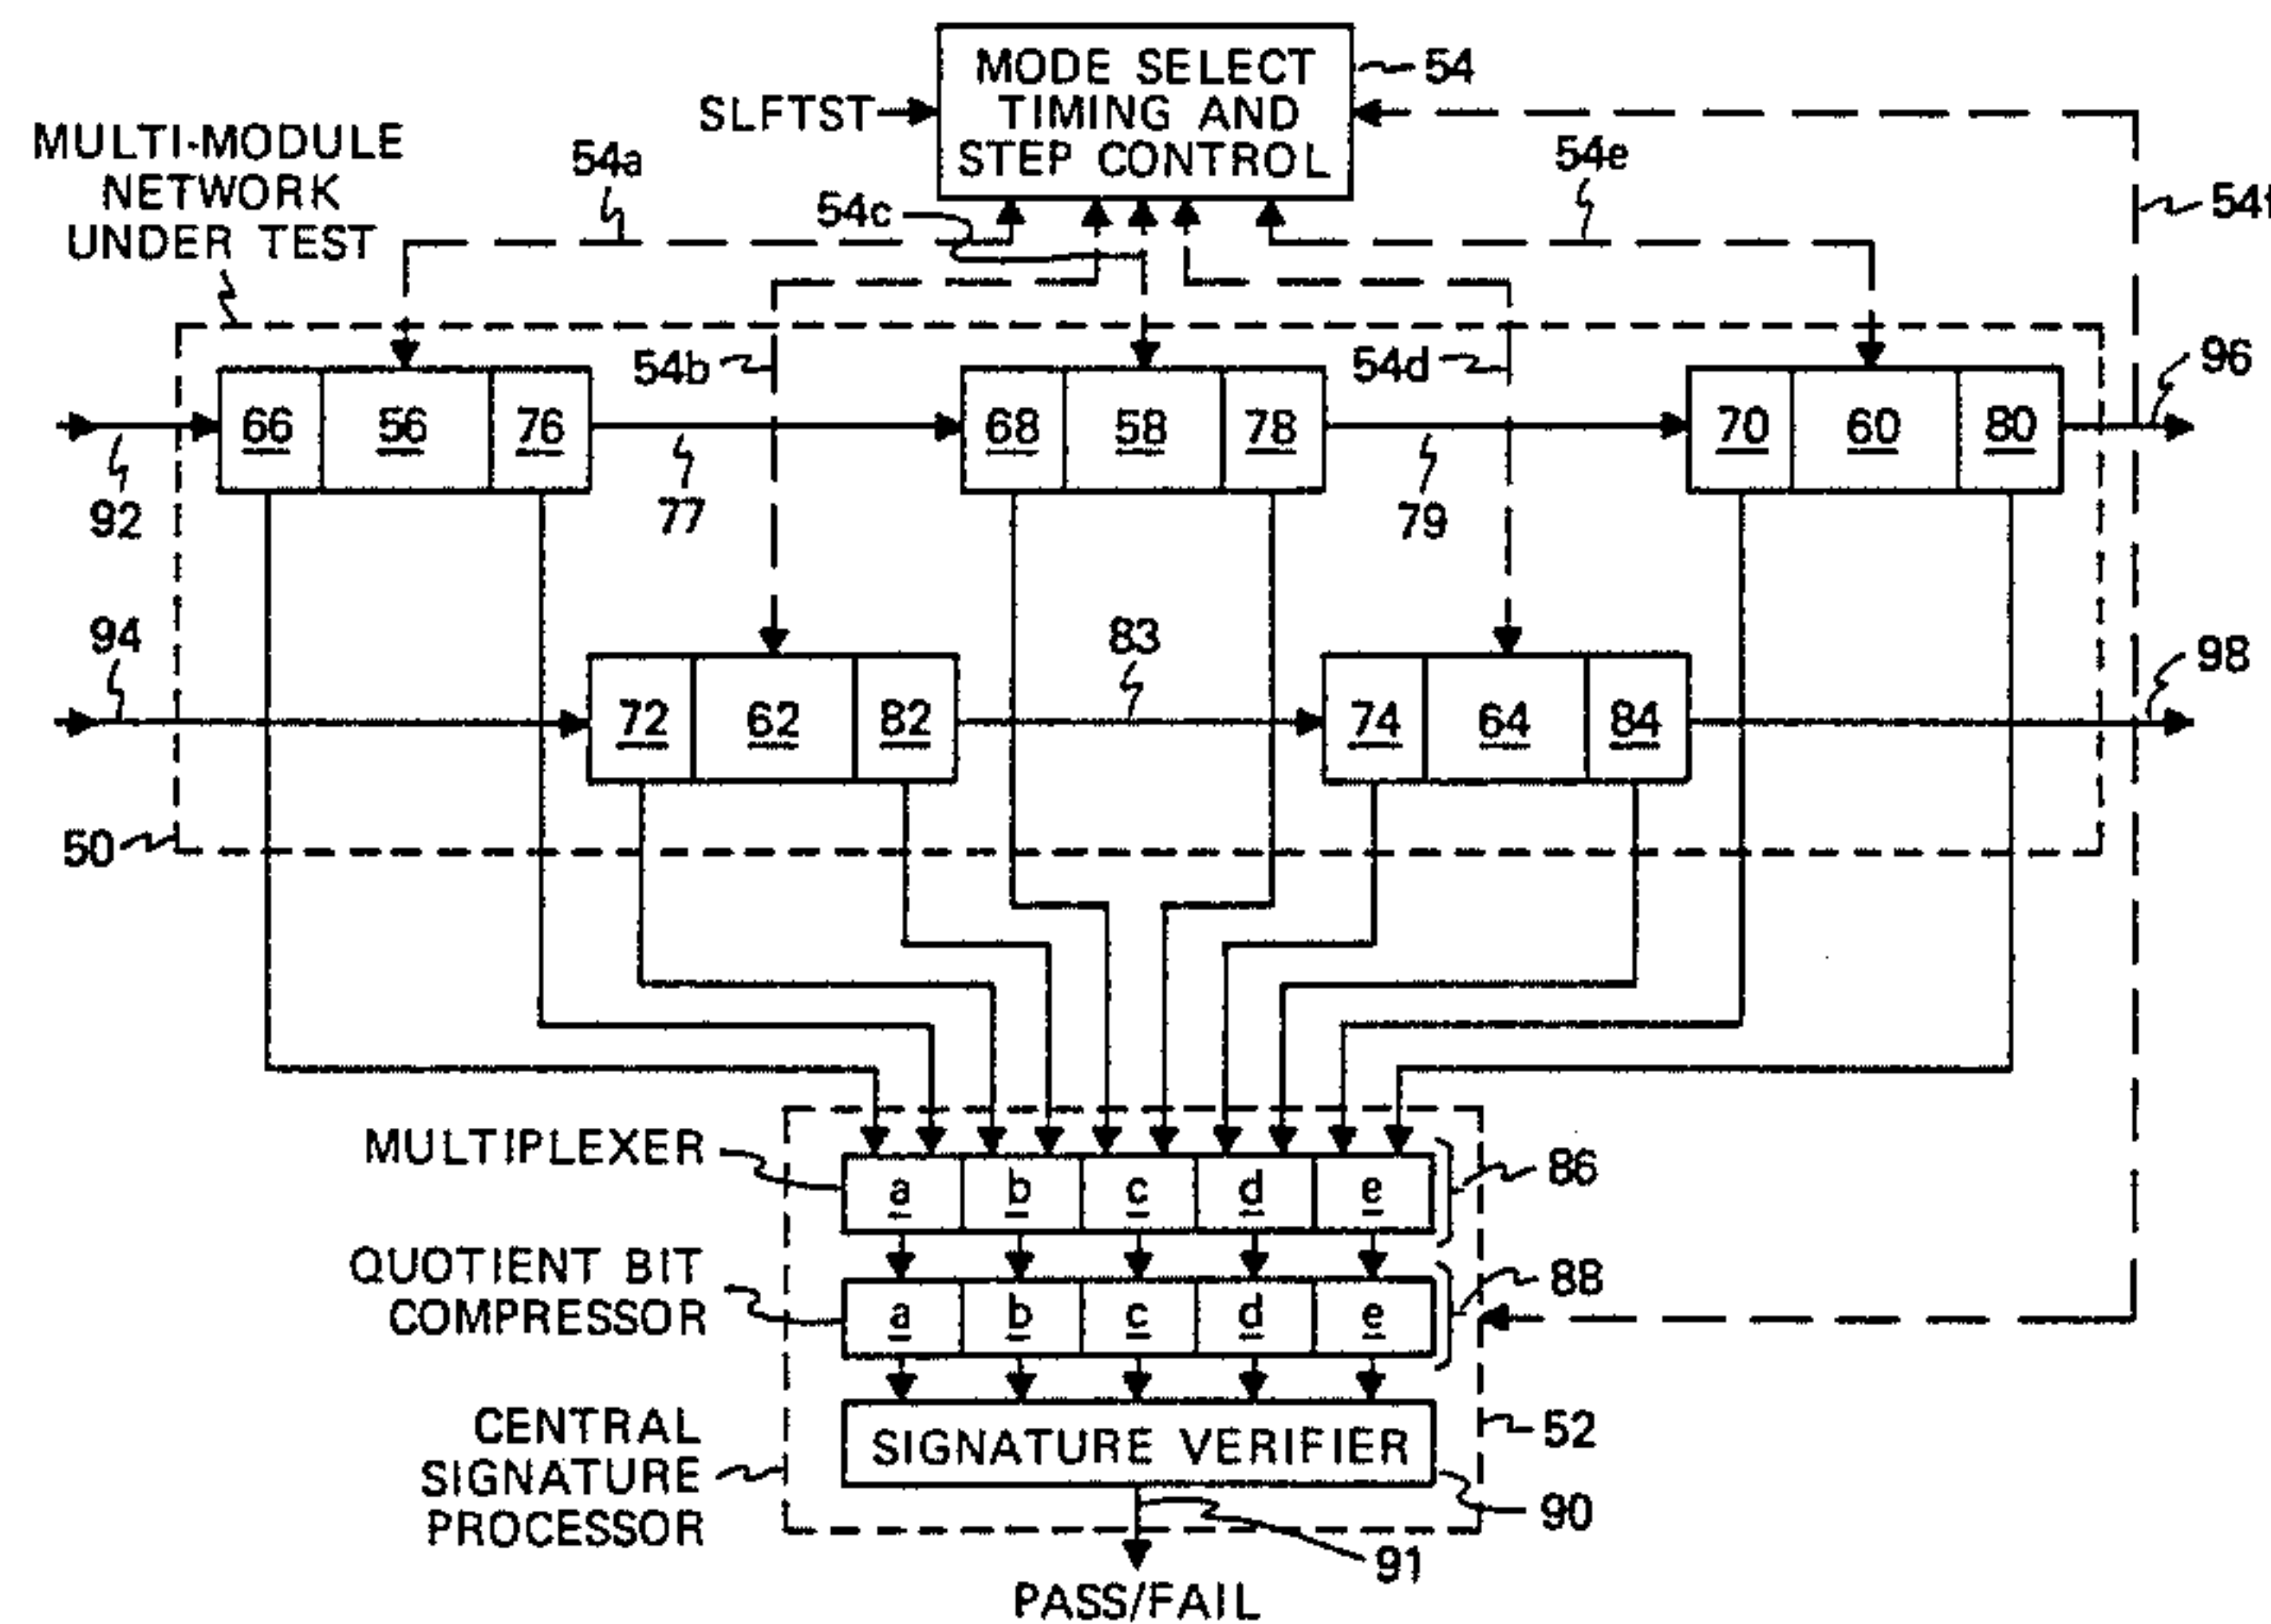 MODE SELECT
TIMING AND
STEP CONTROL
54
SLFTST
MULTI-MODULE
NETWORK
UNDER TEST
54a
54c
54e
54f
54b
54d
96
66 56 76
68 58 78
70 60 80
92
77
79
94
83
98
72 62 82
74 64 84
50
MULTIPLEXER
a b c d e
86
QUOTIENT BIT
COMPRESSOR
a b c d e
88
CENTRAL
SIGNATURE
PROCESSOR
SIGNATURE VERIFIER
52
90
91
PASS/FAIL